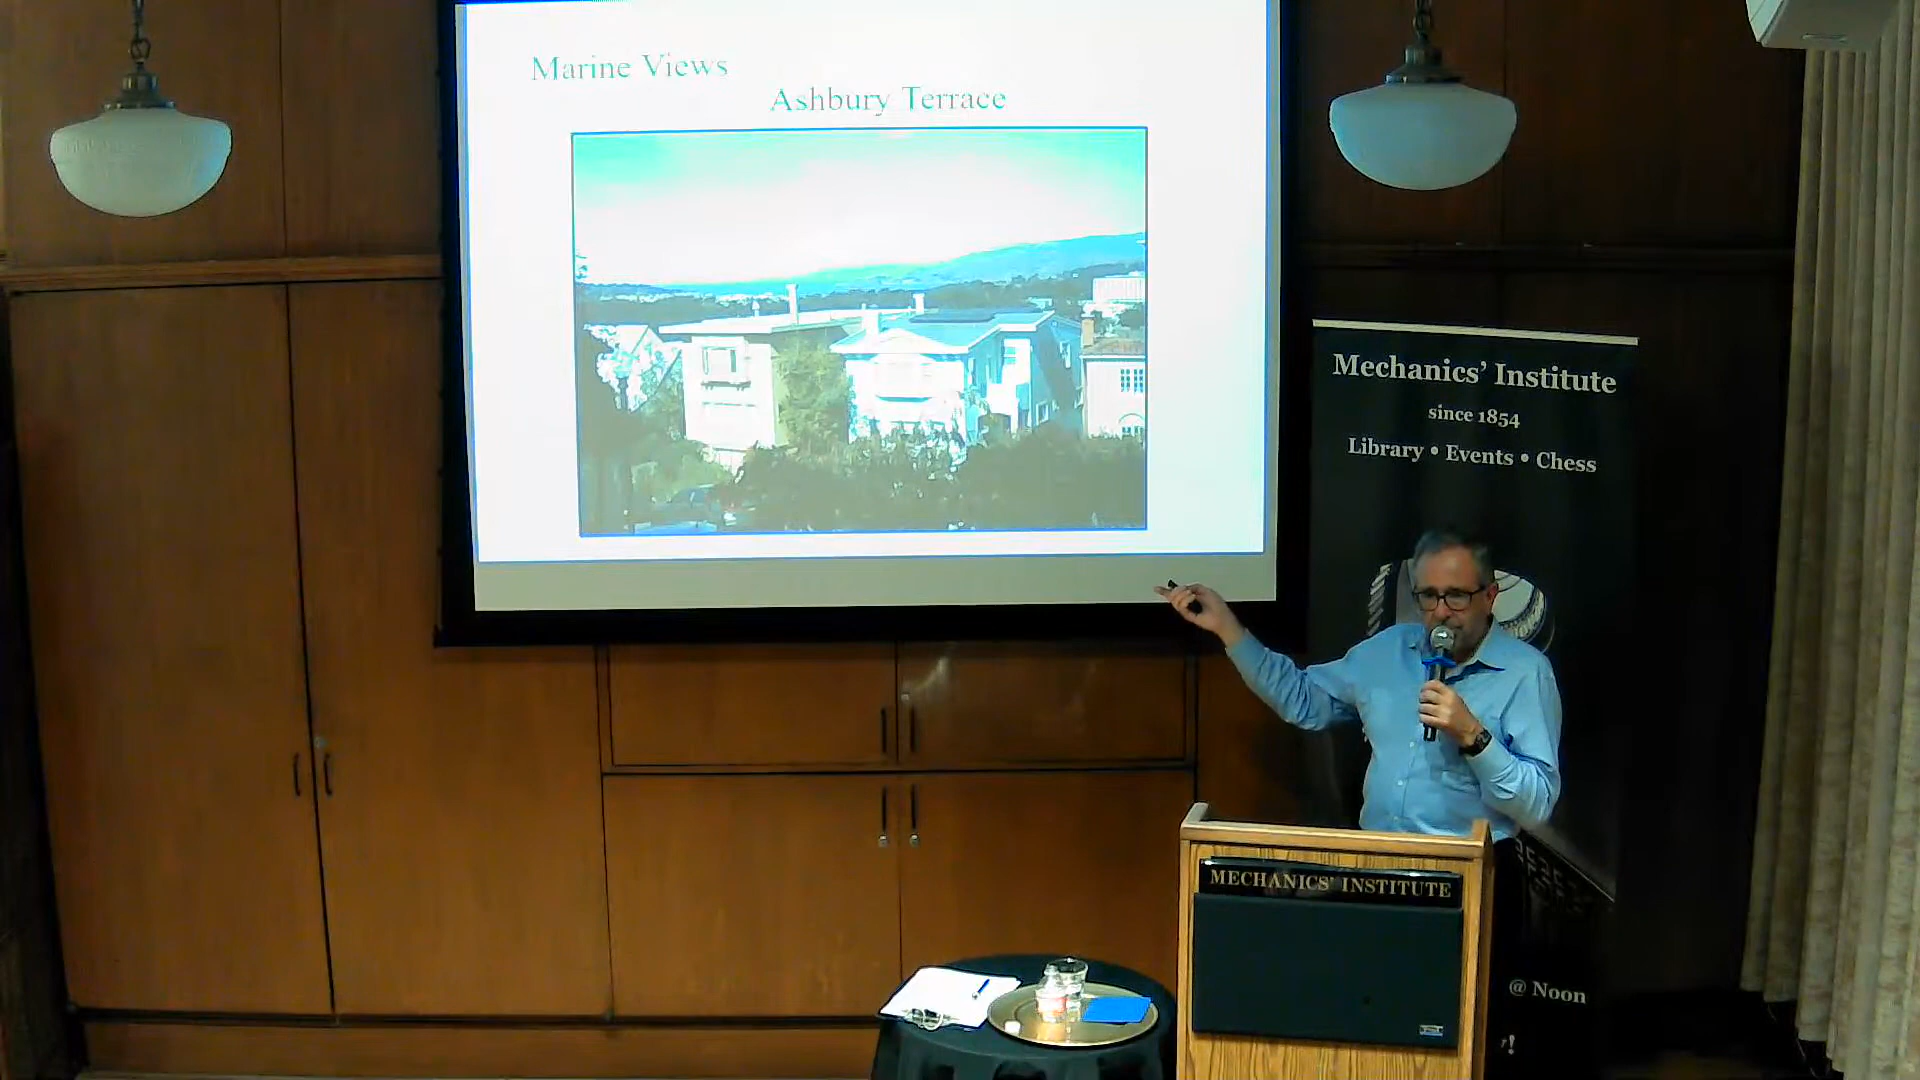 Marine Views
Ashbury Terrace
Mechanics' Institute
since 1854
Library • Events • Chess
MECHANICS' INSTITUTE
@ Noon